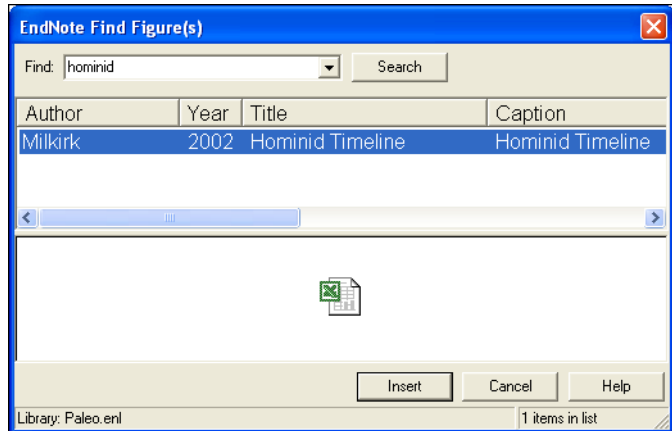 EndNote Find Figure(s)
Find: hominid Search
Author Year Title Caption
Milkirk 2002 Hominid Timeline Hominid Timeline
Insert Cancel Help
Library: Paleo.enl 1 items in list